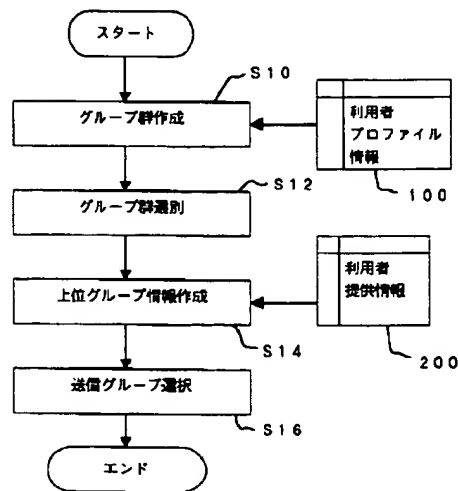 スタート
S10
グループ群作成
利用者
プロファイル
情報
100
S12
グループ群選別
利用者
提供情報
200
上位グループ情報作成
S14
送信グループ選択
S16
エンド